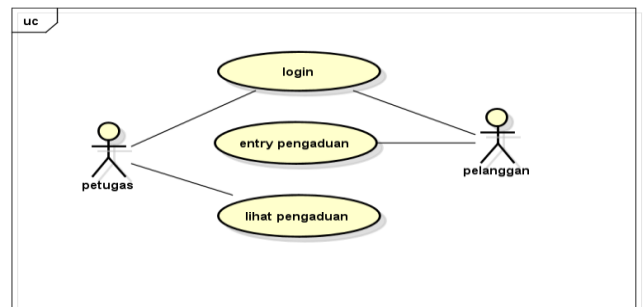 uc
login
entry pengaduan
petugas
pelanggan
lihat pengaduan